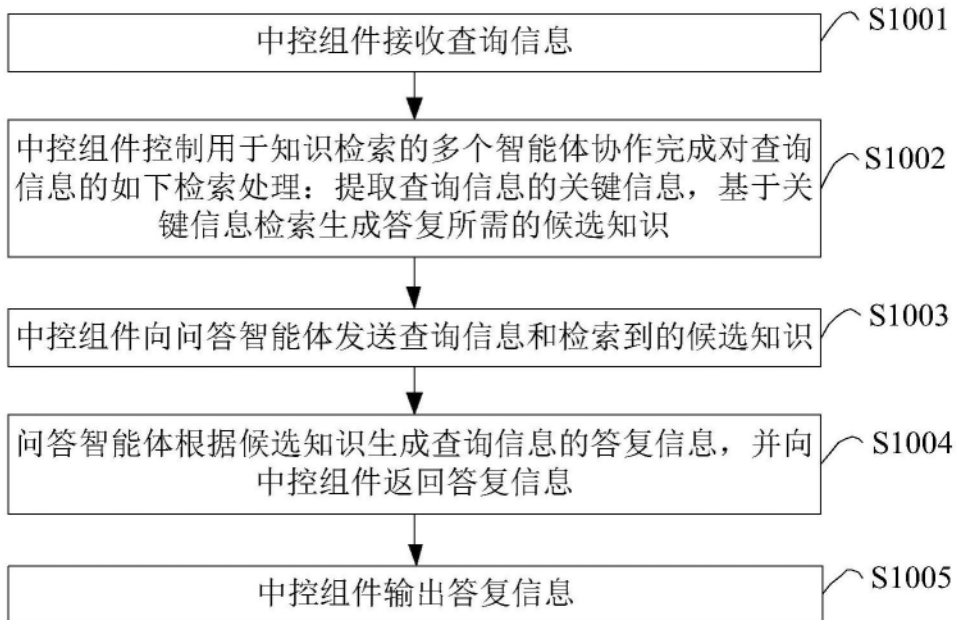 中控组件接收查询信息
S1001
中控组件控制用于知识检索的多个智能体协作完成对查询
信息的如下检索处理：提取查询信息的关键信息，基于关
键信息检索生成答复所需的候选知识
S1002
中控组件向问答智能体发送查询信息和检索到的候选知识
S1003
问答智能体根据候选知识生成查询信息的答复信息，并向
中控组件返回答复信息
S1004
中控组件输出答复信息
S1005